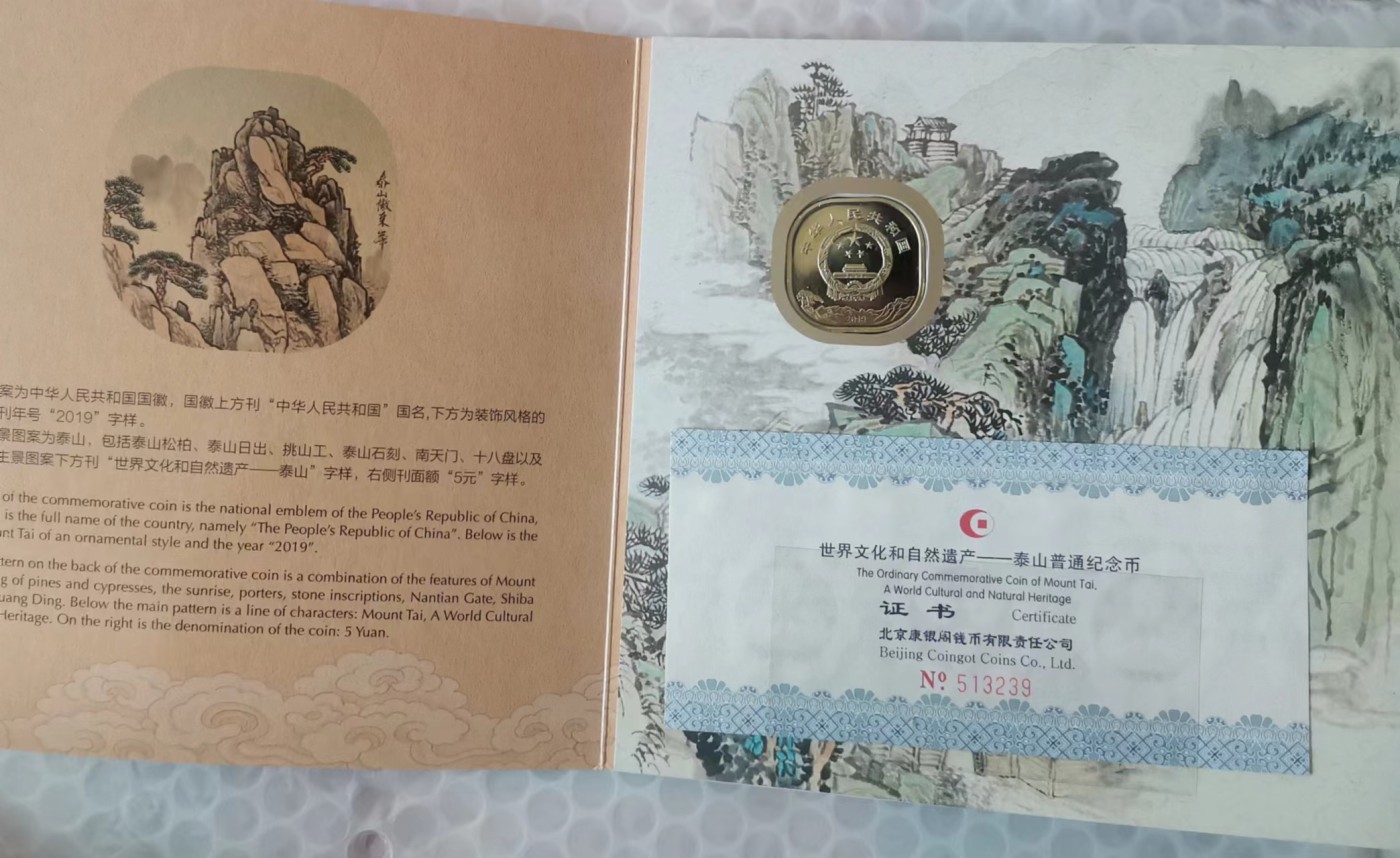 案为中华人民共和国国徽，国徽上方刊“中华人民共和国”国名,下方为装饰风格的
刊年号“2019”字样。
景图案为泰山，包括泰山松柏、泰山日出、挑山工、泰山石刻、南天门、十八盘以及
主景图案下方刊“世界文化和自然遗产——泰山”字样，右侧刊面额“5元”字样。
of the commemorative coin is the national emblem of the People's Republic of China,
is the full name of the country, namely “The People's Republic of China”. Below is the
nt Tai of an ornamental style and the year “2019”.
tern on the back of the commemorative coin is a combination of the features of Mount
g of pines and cypresses, the sunrise, porters, stone inscriptions, Nantian Gate, Shiba
uang Ding. Below the main pattern is a line of characters: Mount Tai, A World Cultural
Heritage. On the right is the denomination of the coin: 5 Yuan.
中华人民共和国
2019
世界文化和自然遗产——泰山普通纪念币
The Ordinary Commemorative Coin of Mount Tai,
A World Cultural and Natural Heritage
证 书 Certificate
北京康银阁钱币有限责任公司
Beijing Coingot Coins Co., Ltd.
Nº 513239